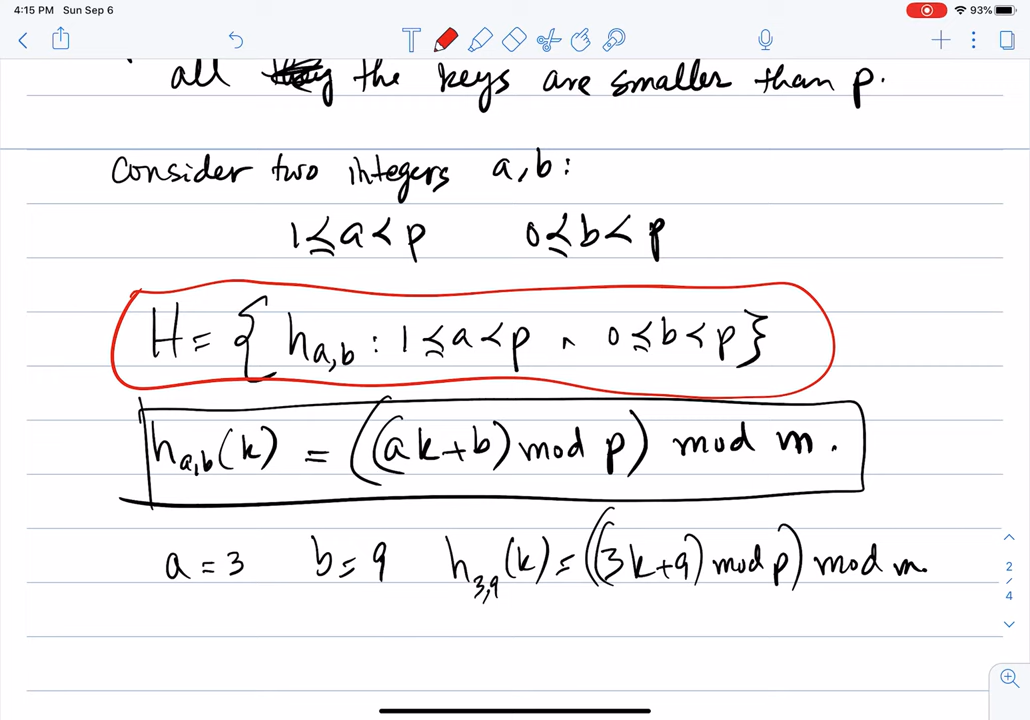 4:15 PM Sun Sep 6 93%
all the keys are smaller than p.
Consider two integers a,b:
1≤a<p 0≤b<p
H= { h_{a,b} : 1≤a<p ∧ 0≤b<p}
h_{a,b}(k) = ((ak+b) mod p) mod m.
a=3 b=9 h_{3,9}(k)=((3k+9) mod p) mod m.
2
/
4